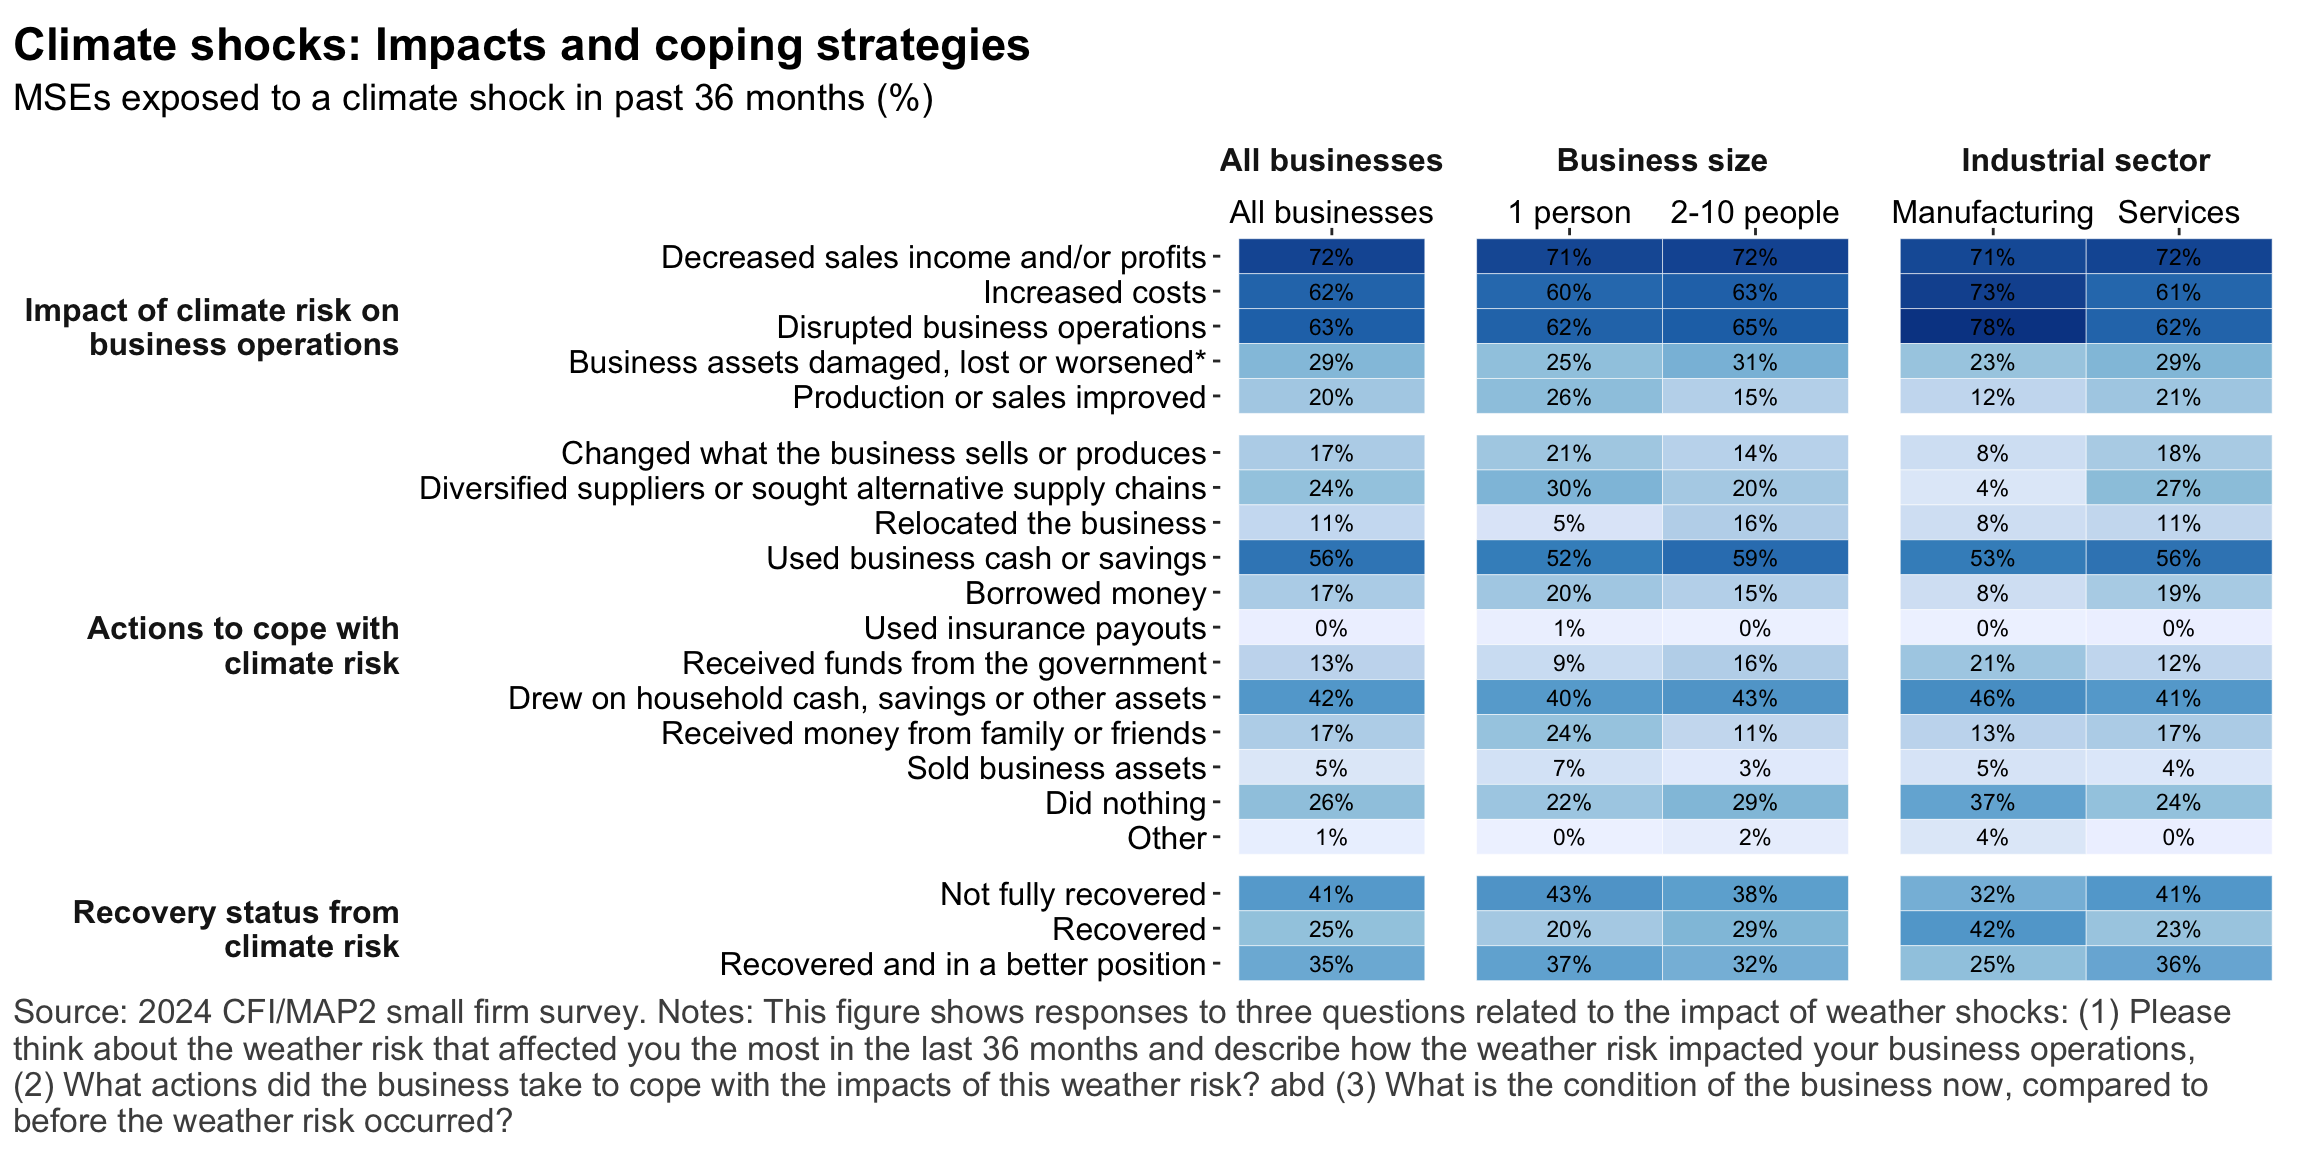 Climate shocks: Impacts and coping strategies
MSEs exposed to a climate shock in past 36 months (%)
All businesses Business size Industrial sector
All businesses 1 person 2-10 people Manufacturing Services
Impact of climate risk on
business operations
Decreased sales income and/or profits 72% 71% 72% 71% 72%
Increased costs 62% 60% 63% 73% 61%
Disrupted business operations 63% 62% 65% 78% 62%
Business assets damaged, lost or worsened* 29% 25% 31% 23% 29%
Production or sales improved 20% 26% 15% 12% 21%
Actions to cope with
climate risk
Changed what the business sells or produces 17% 21% 14% 8% 18%
Diversified suppliers or sought alternative supply chains 24% 30% 20% 4% 27%
Relocated the business 11% 5% 16% 8% 11%
Used business cash or savings 56% 52% 59% 53% 56%
Borrowed money 17% 20% 15% 8% 19%
Used insurance payouts 0% 1% 0% 0% 0%
Received funds from the government 13% 9% 16% 21% 12%
Drew on household cash, savings or other assets 42% 40% 43% 46% 41%
Received money from family or friends 17% 24% 11% 13% 17%
Sold business assets 5% 7% 3% 5% 4%
Did nothing 26% 22% 29% 37% 24%
Other 1% 0% 2% 4% 0%
Recovery status from
climate risk
Not fully recovered 41% 43% 38% 32% 41%
Recovered 25% 20% 29% 42% 23%
Recovered and in a better position 35% 37% 32% 25% 36%
Source: 2024 CFI/MAP2 small firm survey. Notes: This figure shows responses to three questions related to the impact of weather shocks: (1) Please
think about the weather risk that affected you the most in the last 36 months and describe how the weather risk impacted your business operations,
(2) What actions did the business take to cope with the impacts of this weather risk? abd (3) What is the condition of the business now, compared to
before the weather risk occurred?